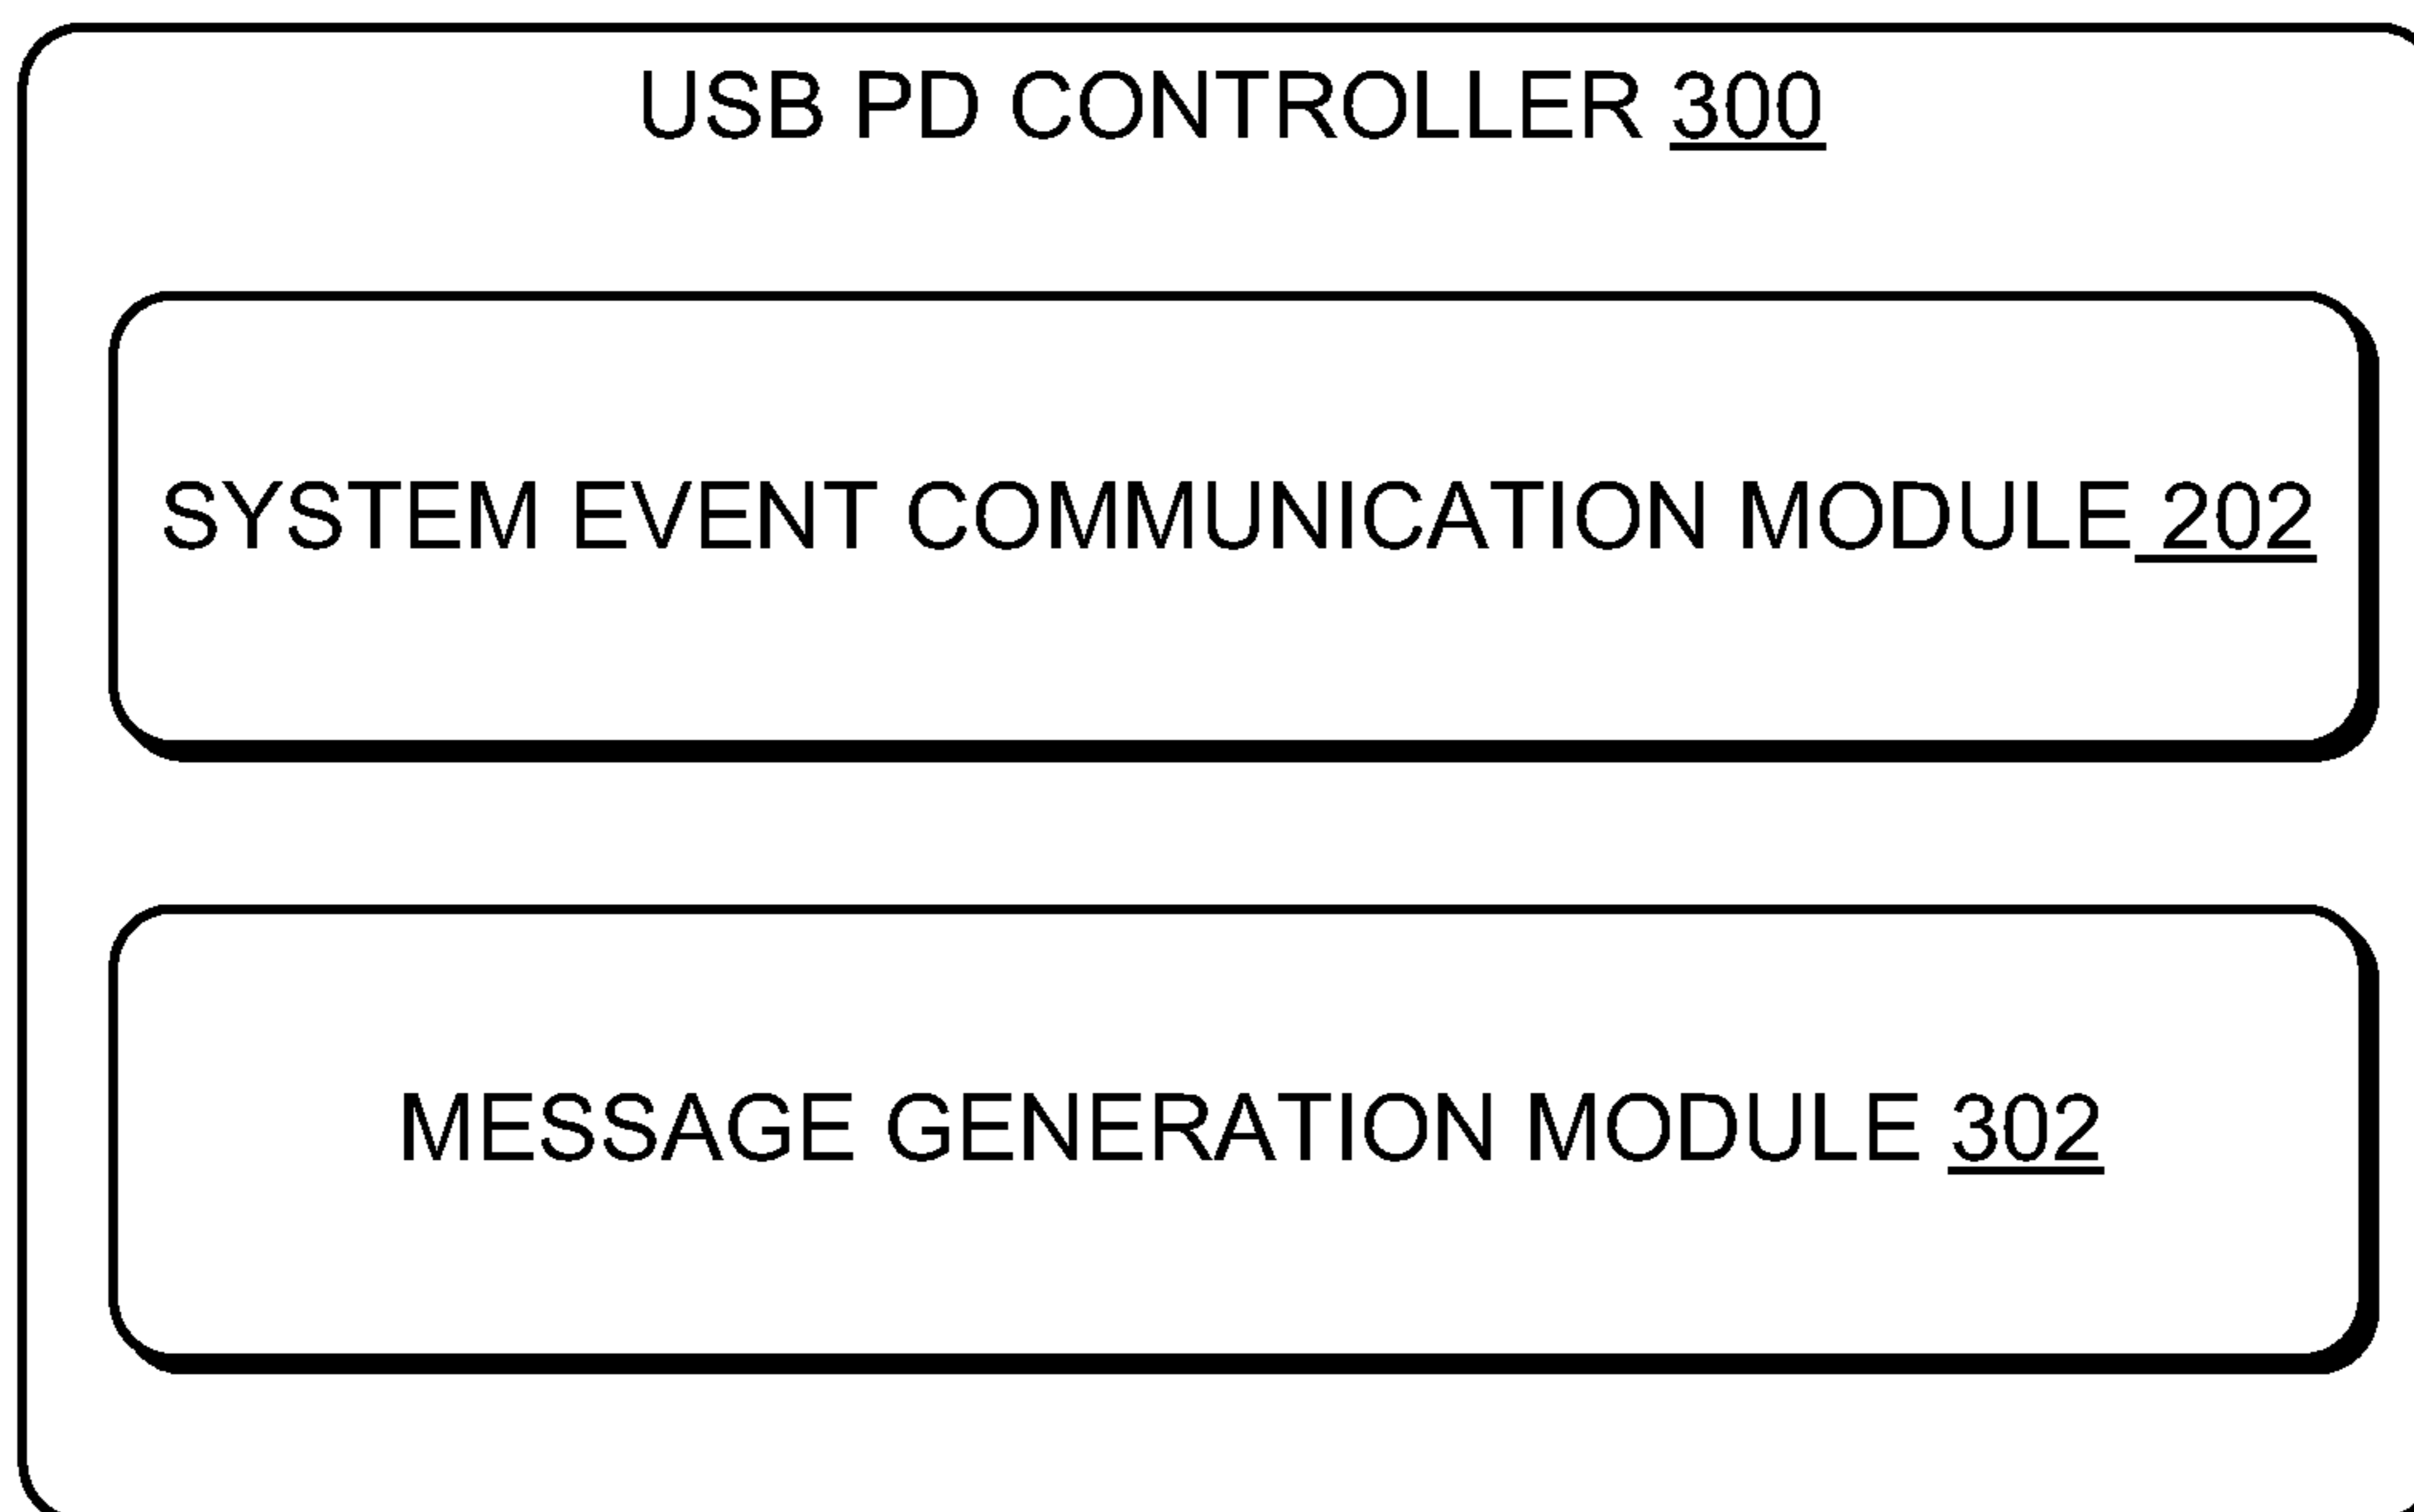 USB PD CONTROLLER 300
SYSTEM EVENT COMMUNICATION MODULE 202
MESSAGE GENERATION MODULE 302